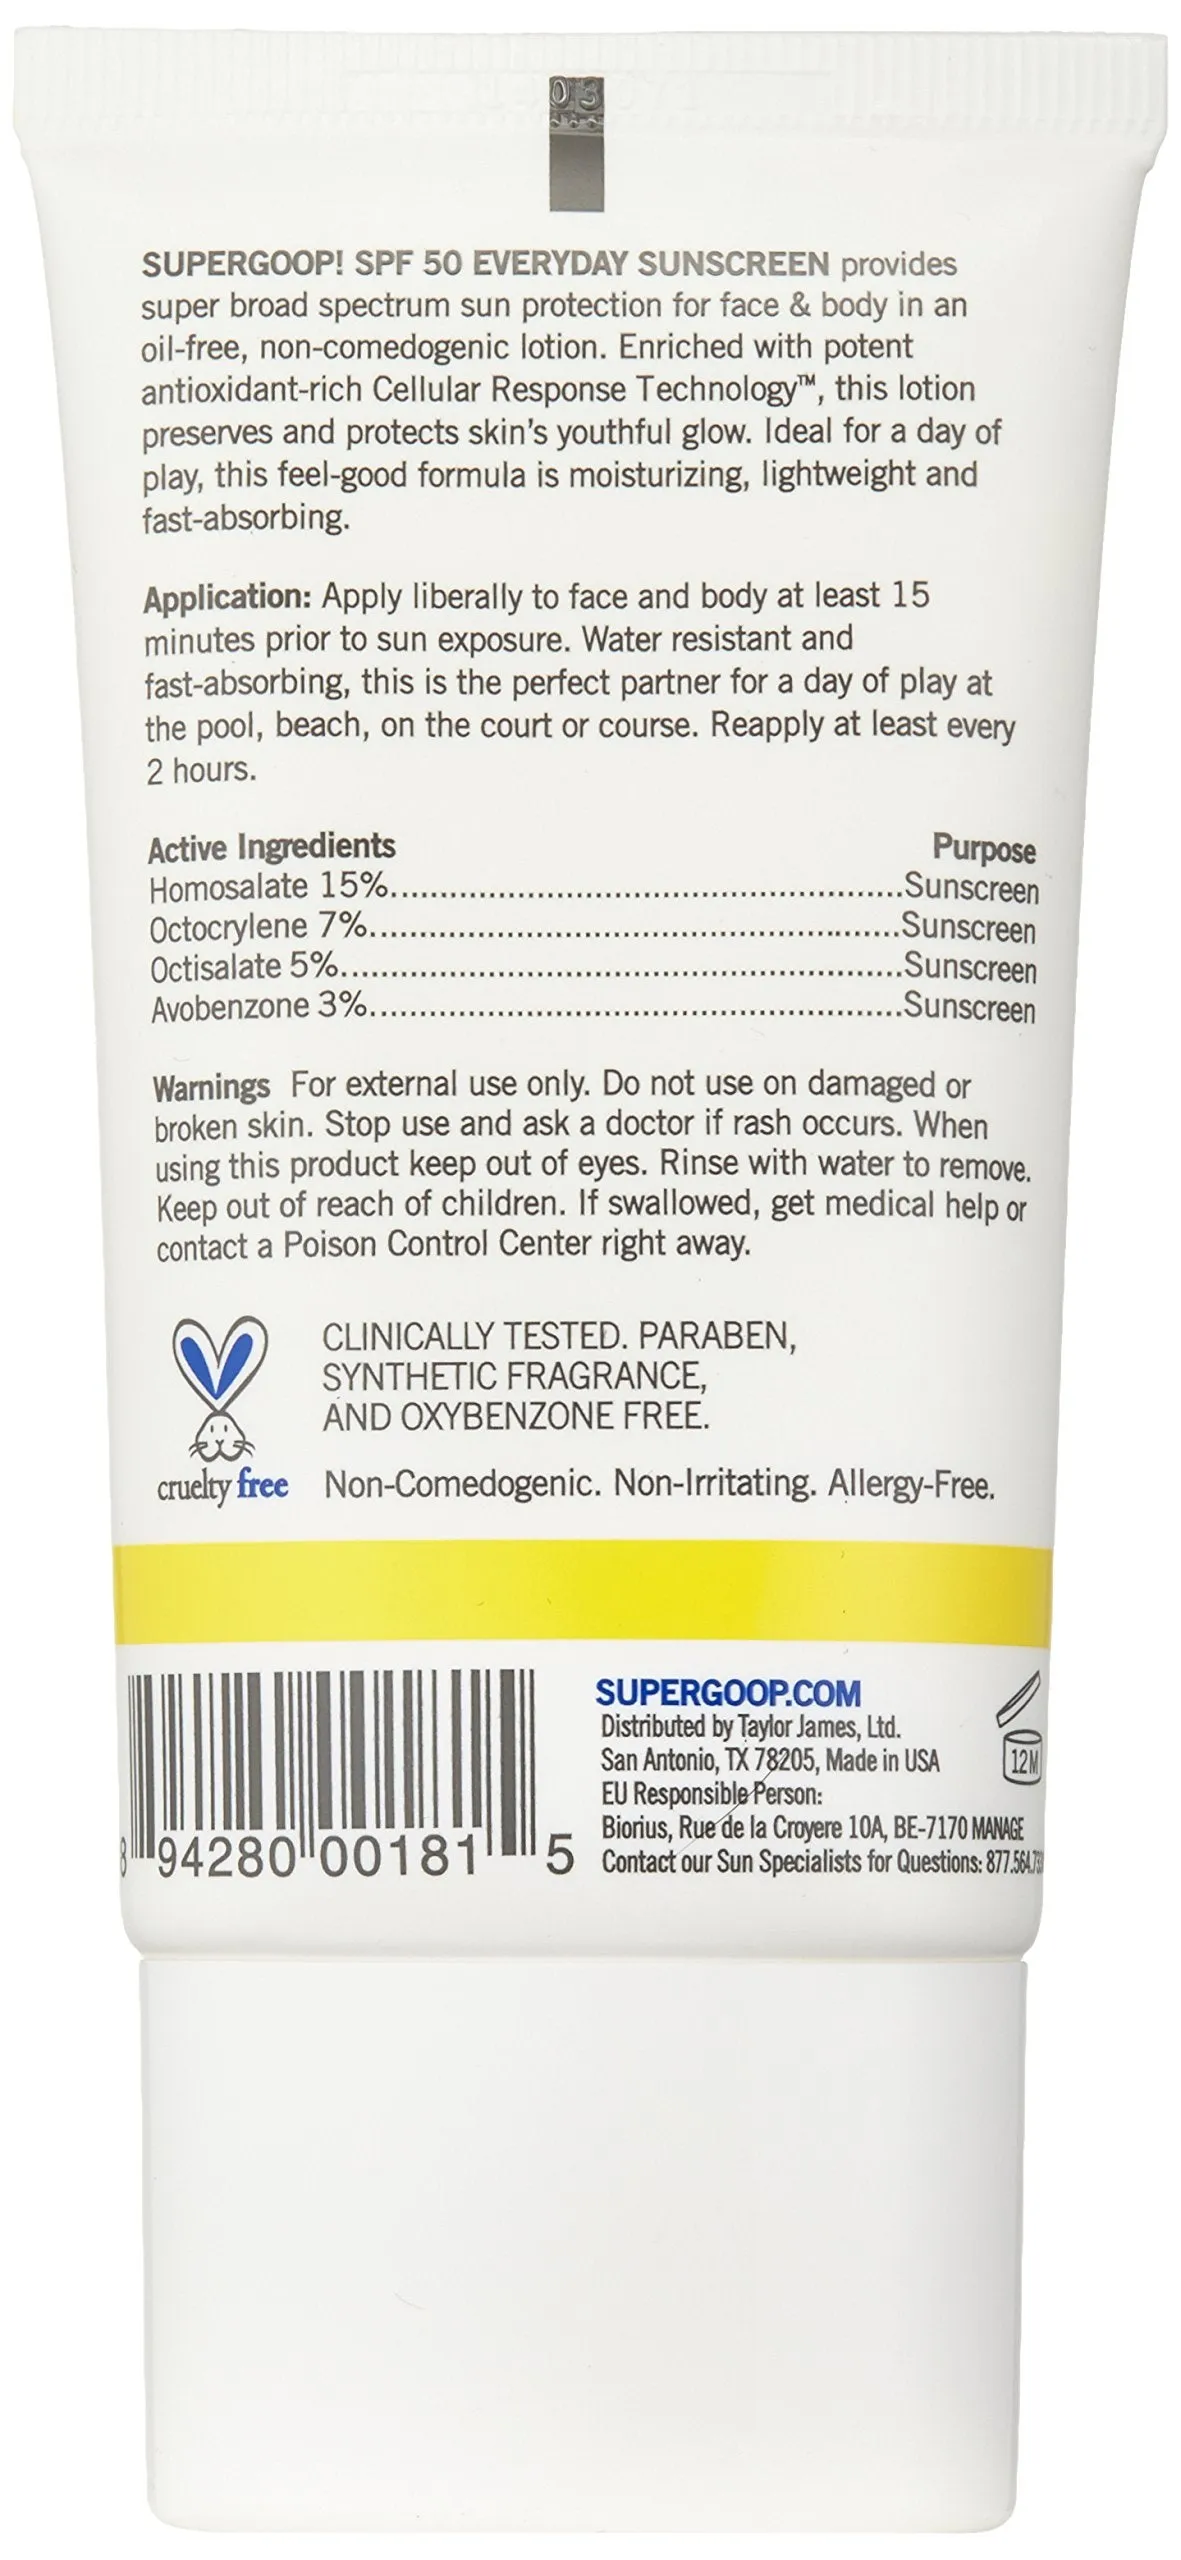 03
SUPERGOOP! SPF 50 EVERYDAY SUNSCREEN provides
super broad spectrum sun protection for face & body in an
oil-free, non-comedogenic lotion. Enriched with potent
antioxidant-rich Cellular Response Technology™, this lotion
preserves and protects skin's youthful glow. Ideal for a day of
play, this feel-good formula is moisturizing, lightweight and
fast-absorbing.
Application: Apply liberally to face and body at least 15
minutes prior to sun exposure. Water resistant and
fast-absorbing, this is the perfect partner for a day of play at
the pool, beach, on the court or course. Reapply at least every
2 hours.
Active Ingredients Purpose
Homosalate 15%..........Sunscreen
Octocrylene 7%..........Sunscreen
Octisalate 5%..........Sunscreen
Avobenzone 3%..........Sunscreen
Warnings For external use only. Do not use on damaged or
broken skin. Stop use and ask a doctor if rash occurs. When
using this product keep out of eyes. Rinse with water to remove.
Keep out of reach of children. If swallowed, get medical help or
contact a Poison Control Center right away.
CLINICALLY TESTED. PARABEN,
SYNTHETIC FRAGRANCE,
AND OXYBENZONE FREE.
cruelty free Non-Comedogenic. Non-Irritating. Allergy-Free.
SUPERGOOP.COM
Distributed by Taylor James, Ltd.
San Antonio, TX 78205, Made in USA
12M
EU Responsible Person:
Biorius, Rue de la Croyere 10A, BE-7170 MANAGE
Contact our Sun Specialists for Questions: 877.564.
8 94280 00181 5